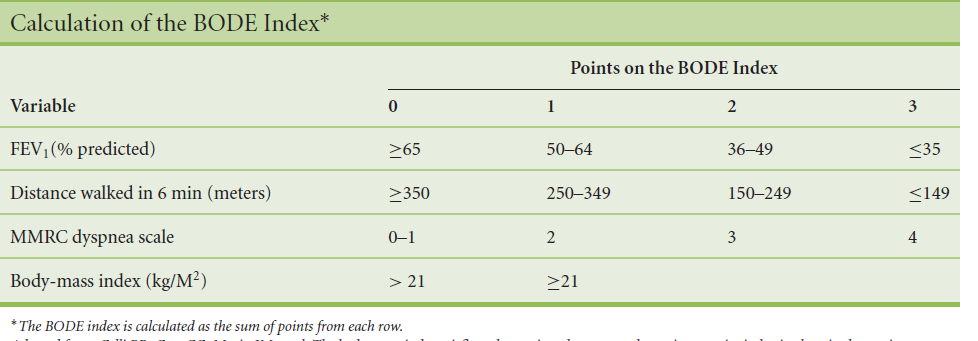 Calculation of the BODE Index*
Points on the BODE Index
Variable 0 1 2 3
FEV₁(% predicted) ≥65 50–64 36–49 ≤35
Distance walked in 6 min (meters) ≥350 250–349 150–249 ≤149
MMRC dyspnea scale 0–1 2 3 4
Body-mass index (kg/M²) > 21 ≥21
*The BODE index is calculated as the sum of points from each row.